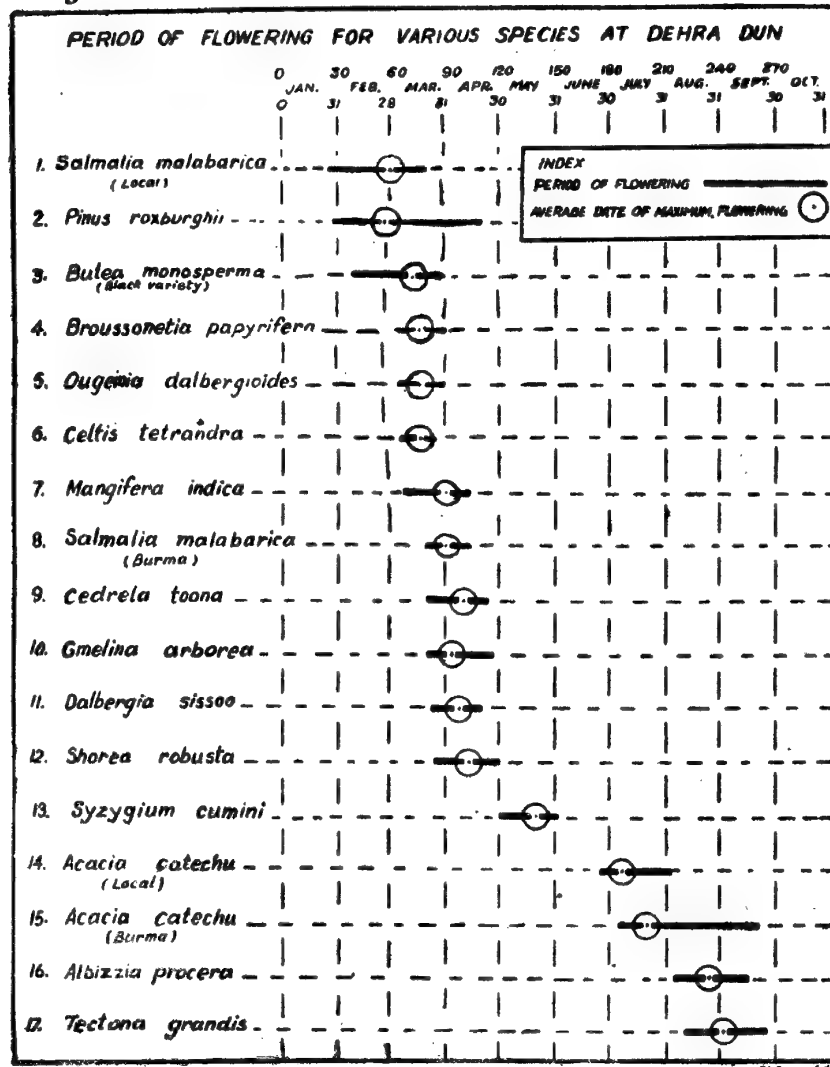 PERIOD OF FLOWERING FOR VARIOUS SPECIES AT DEHRA DUN
0 30 60 90 120 150 180 210 240 270
JAN. FEB. MAR. APR. MAY JUNE JULY AUG. SEPT. OCT.
0 31 28 31 30 31 30 31 31 30 31
INDEX
PERIOD OF FLOWERING
AVERAGE DATE OF MAXIMUM, FLOWERING
1. Salmalia malabarica
(Local)
2. Pinus roxburghii
3. Butea monosperma
(Black variety)
4. Broussonetia papyrifera
5. Ougeinia dalbergioides
6. Celtis tetrandra
7. Mangifera indica
8. Salmalia malabarica
(Burma)
9. Cedrela toona
10. Gmelina arborea
11. Dalbergia sissoo
12. Shorea robusta
13. Syzygium cumini
14. Acacia catechu
(Local)
15. Acacia catechu
(Burma)
16. Albizzia procera
17. Tectona grandis